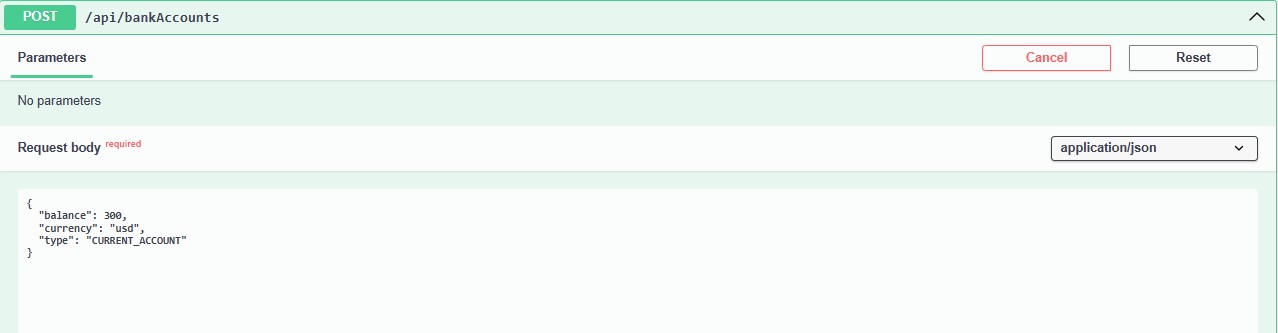 POST /api/bankAccounts
Parameters Cancel Reset
No parameters
Request body required application/json
{
  "balance": 300,
  "currency": "usd",
  "type": "CURRENT_ACCOUNT"
}